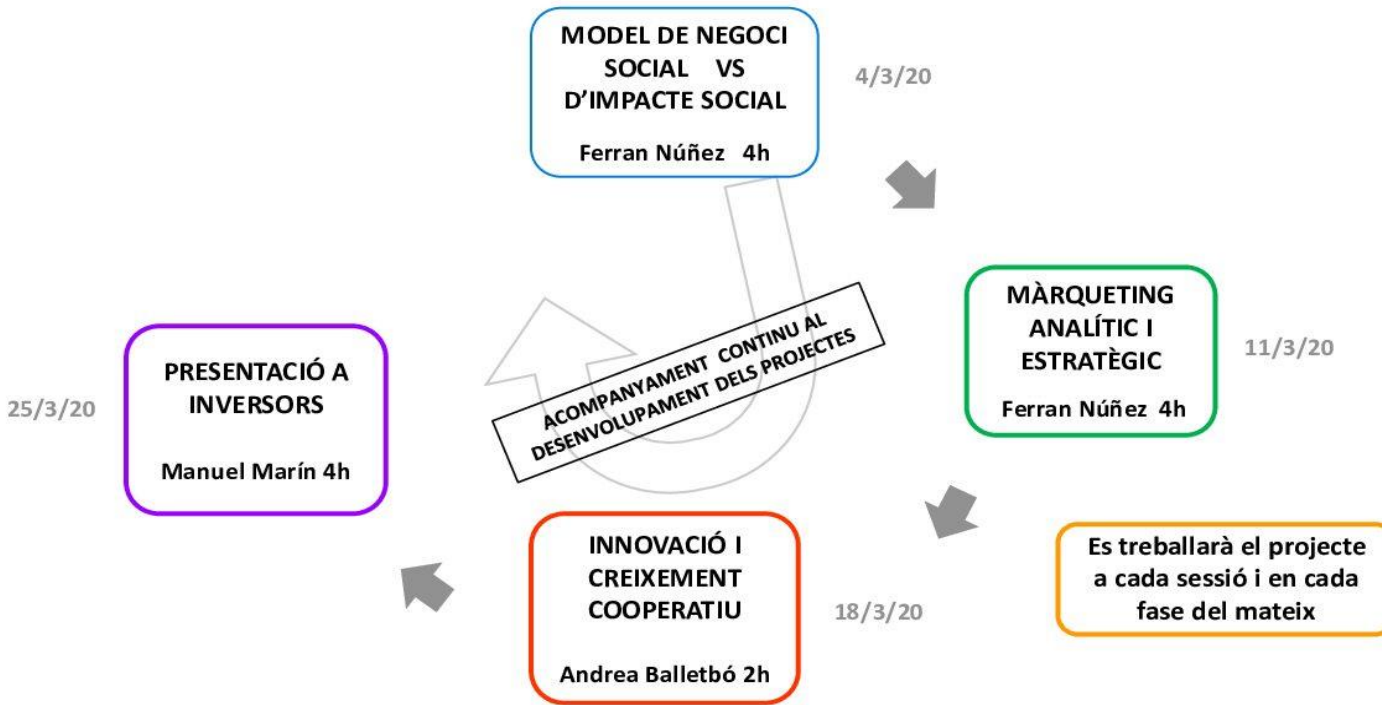 MODEL DE NEGOCI
SOCIAL VS
D'IMPACTE SOCIAL
Ferran Núñez 4h
4/3/20
MÀRQUETING
ANALÍTIC I
ESTRATÈGIC
Ferran Núñez 4h
11/3/20
ACOMPANYAMENT CONTINU AL
DESENVOLUPAMENT DELS PROJECTES
PRESENTACIÓ A
INVERSORS
Manuel Marín 4h
25/3/20
INNOVACIÓ I
CREIXEMENT
COOPERATIU
Andrea Balletbó 2h
18/3/20
Es treballarà el projecte
a cada sessió i en cada
fase del mateix